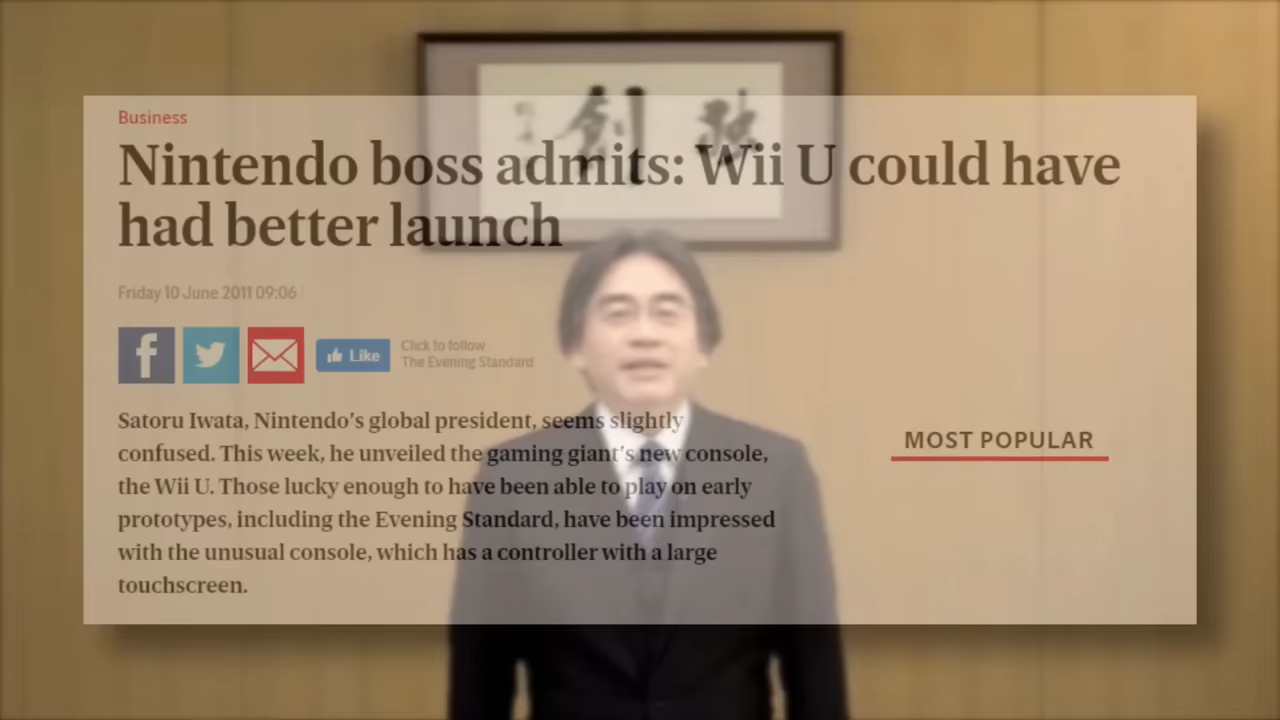 独創
Business
Nintendo boss admits: Wii U could have
had better launch
Friday 10 June 2011 09:06
Like
Click to follow
The Evening Standard
Satoru Iwata, Nintendo's global president, seems slightly
confused. This week, he unveiled the gaming giant's new console,
the Wii U. Those lucky enough to have been able to play on early
prototypes, including the Evening Standard, have been impressed
with the unusual console, which has a controller with a large
touchscreen.
MOST POPULAR